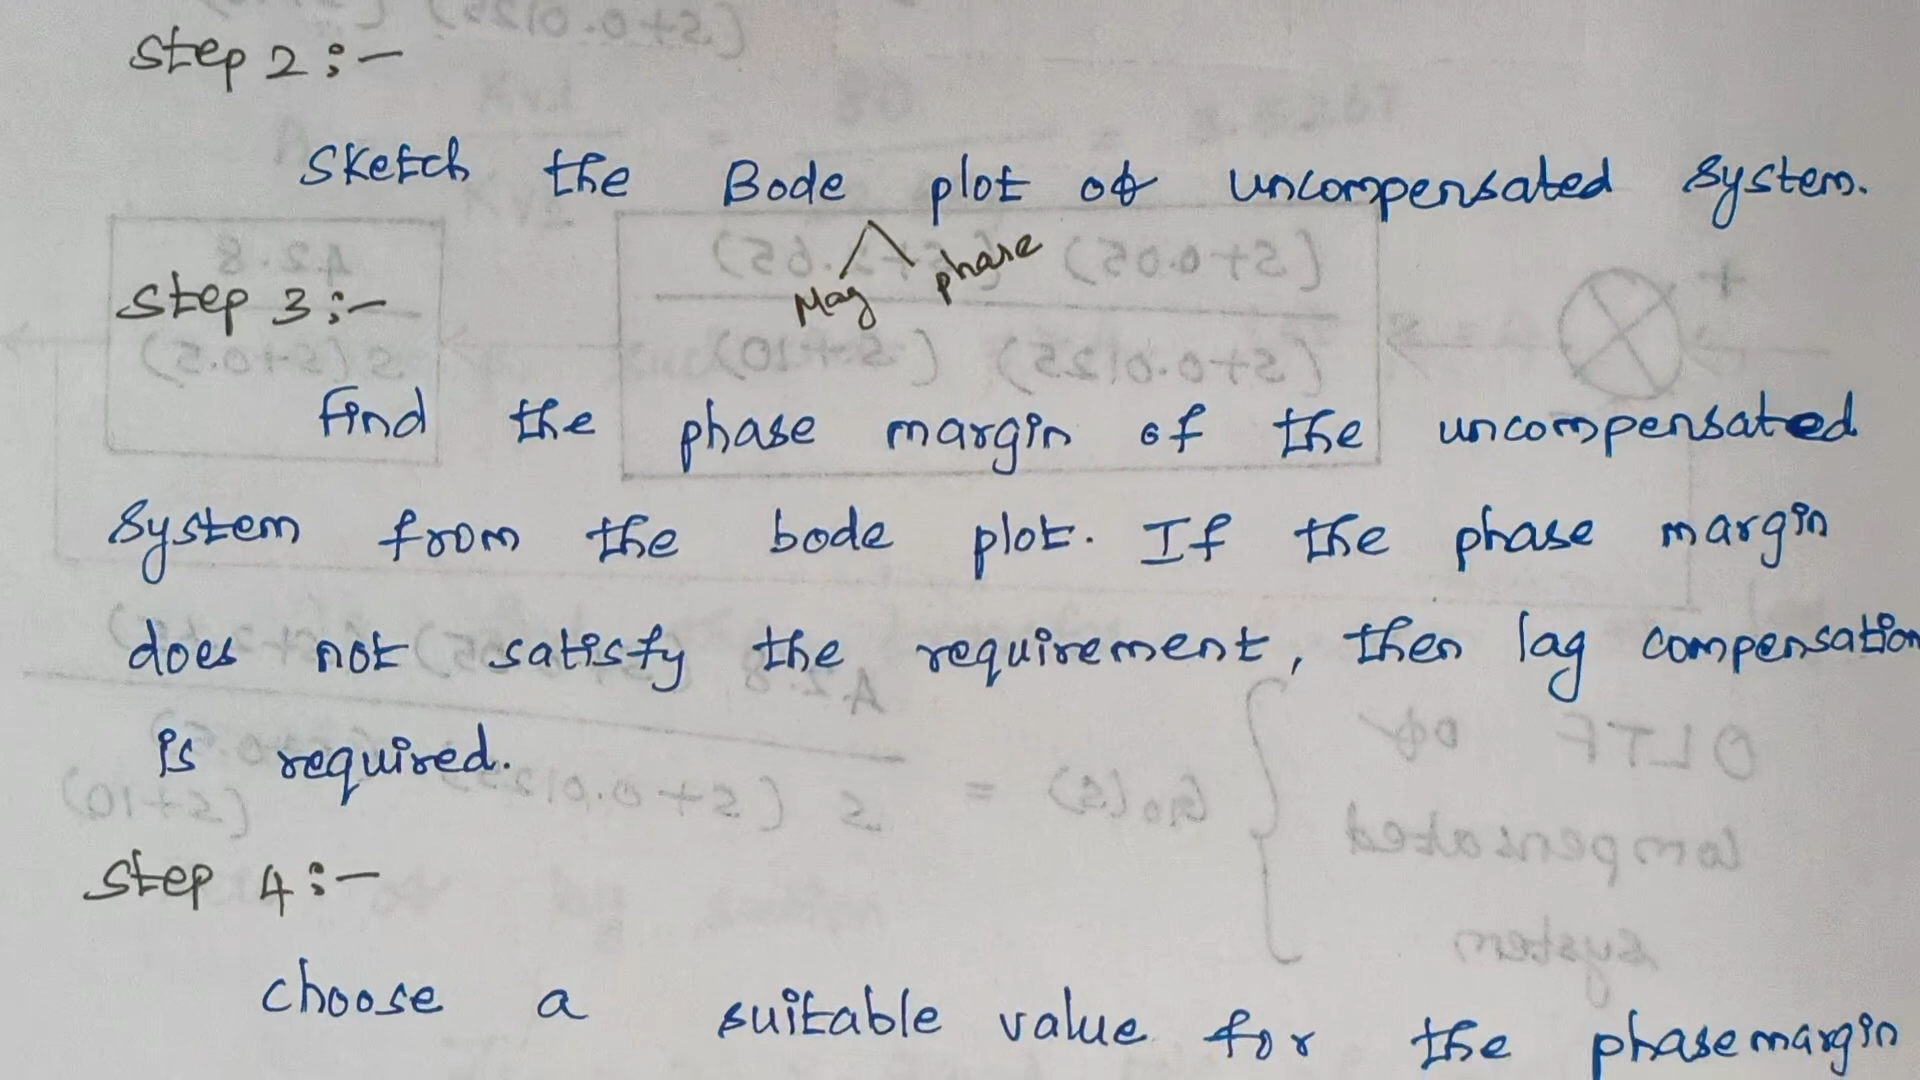 Step 2 :-
Sketch the Bode plot of uncompensated system.
Mag phase
Step 3 :-
Find the phase margin of the uncompensated
system from the bode plot. If the phase margin
does not satisfy the requirement, then lag compensation
is required.
Step 4 :-
choose a suitable value for the phase margin